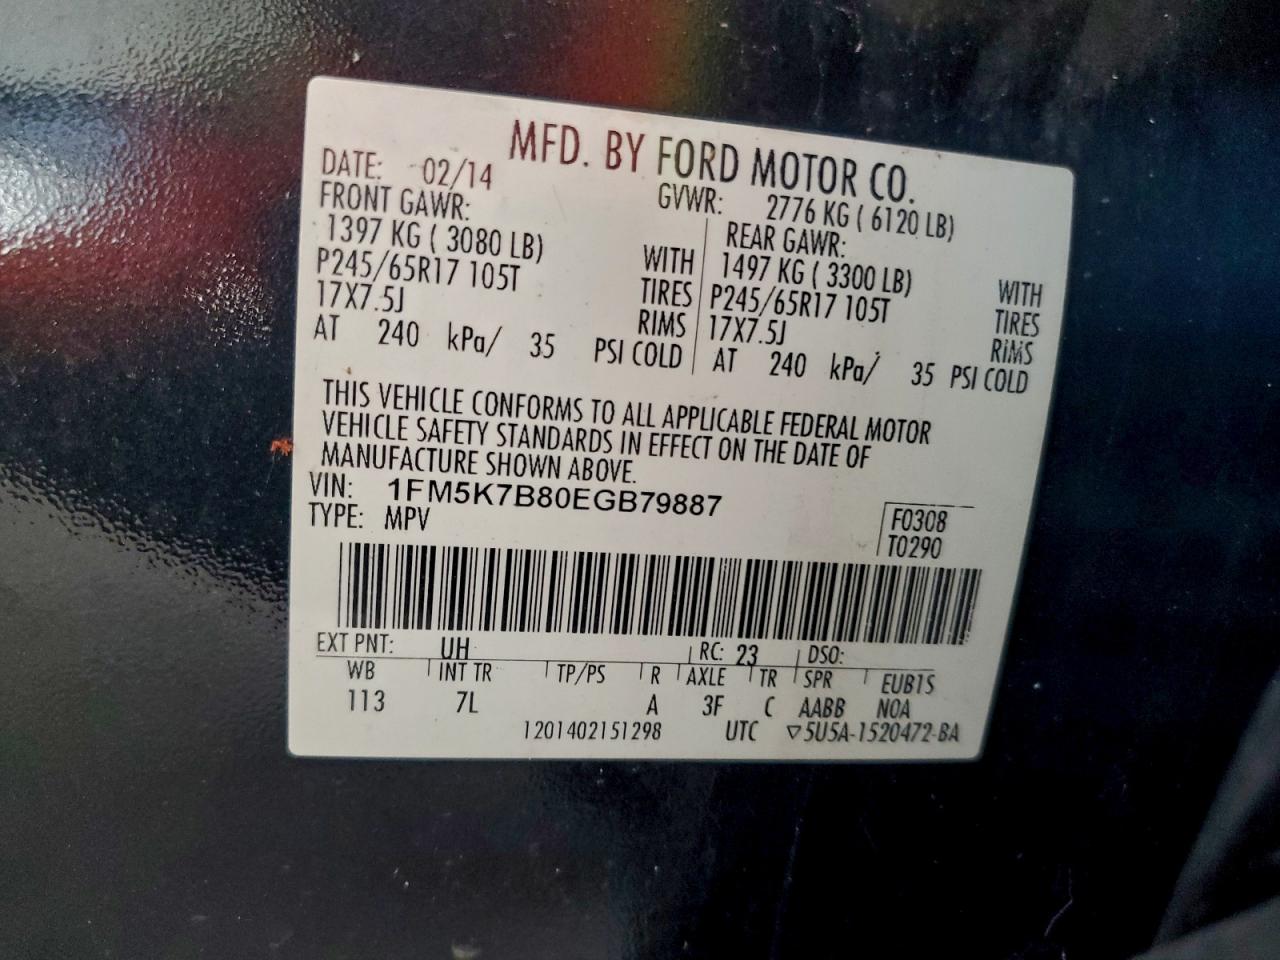 MFD. BY FORD MOTOR CO.
DATE: 02/14 GVWR: 2776 KG ( 6120 LB)
FRONT GAWR: REAR GAWR:
1397 KG ( 3080 LB) WITH 1497 KG ( 3300 LB) WITH
P245/65R17 105T TIRES P245/65R17 105T TIRES
17X7.5J RIMS 17X7.5J RIMS
AT 240 kPa/ 35 PSI COLD AT 240 kPa/ 35 PSI COLD
THIS VEHICLE CONFORMS TO ALL APPLICABLE FEDERAL MOTOR
VEHICLE SAFETY STANDARDS IN EFFECT ON THE DATE OF
MANUFACTURE SHOWN ABOVE.
VIN: 1FM5K7B80EGB79887
TYPE: MPV
F0308
T0290
EXT PNT: UH RC: 23 DSO:
WB INT TR TP/PS R AXLE TR SPR EUB1S
113 7L A 3F C AABB NOA
1201402151298 UTC ▽5U5A-1520472-BA